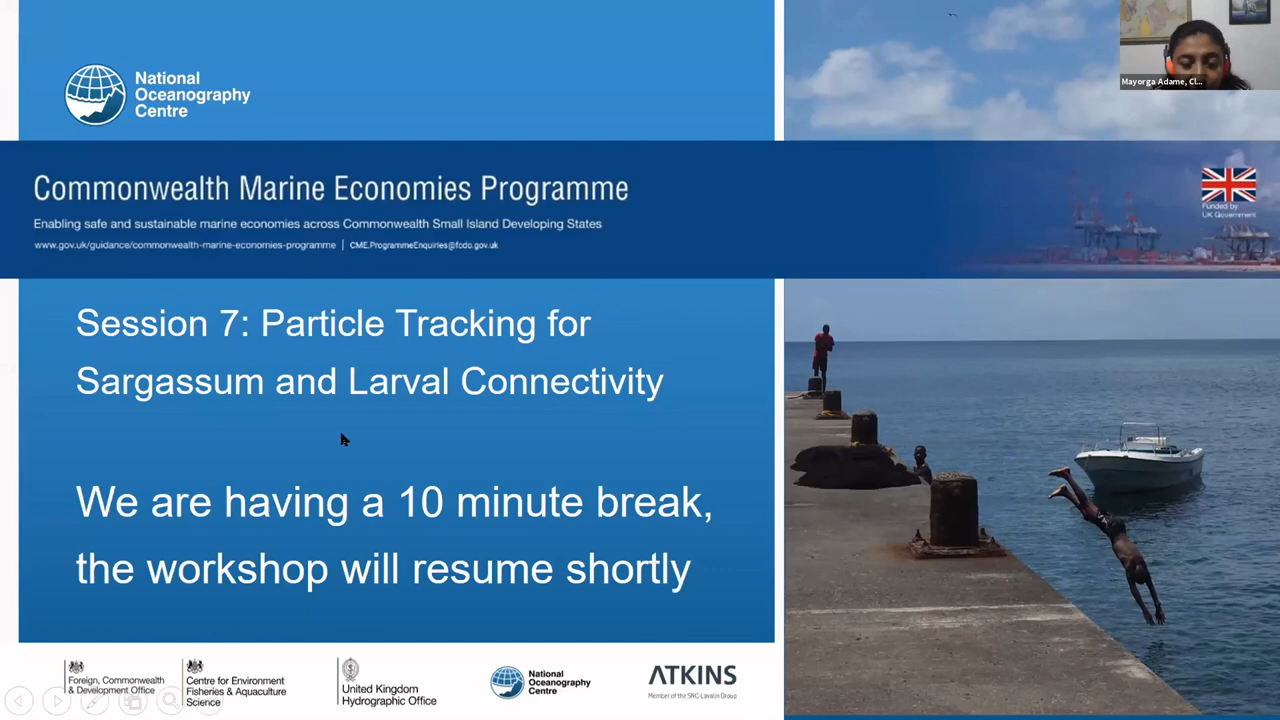 National
Oceanography
Centre
Mayorga Adame, Cl...
Commonwealth Marine Economies Programme
Enabling safe and sustainable marine economies across Commonwealth Small Island Developing States
www.gov.uk/guidance/commonwealth-marine-economies-programme | CME.ProgrammeEnquiries@fcdo.gov.uk
Funded by
UK Government
Session 7: Particle Tracking for
Sargassum and Larval Connectivity
We are having a 10 minute break,
the workshop will resume shortly
Foreign, Commonwealth
& Development Office
Centre for Environment
Fisheries & Aquaculture
Science
United Kingdom
Hydrographic Office
National
Oceanography
Centre
ATKINS
Member of the SNC-Lavalin Group